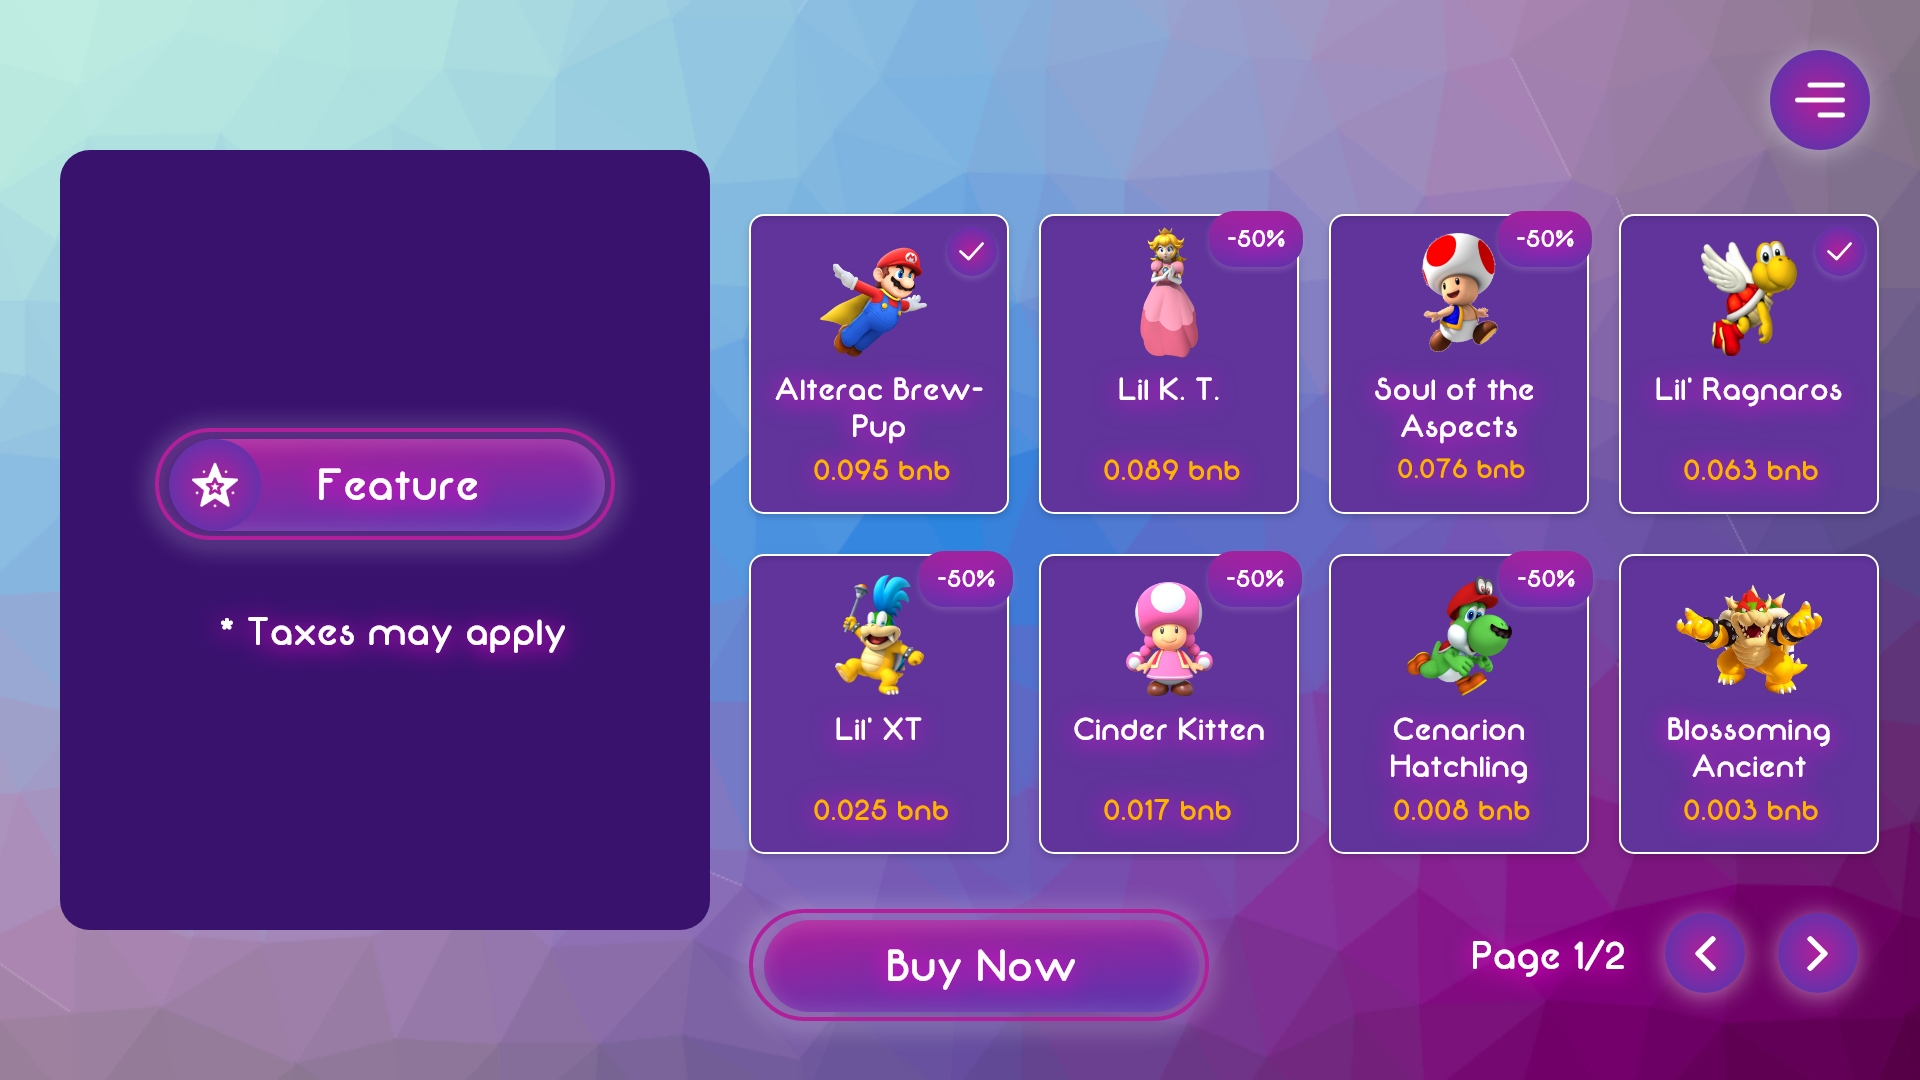 Feature
* Taxes may apply
Alterac Brew-
Pup
0.095 bnb
-50%
Lil K. T.
0.089 bnb
-50%
Soul of the
Aspects
0.076 bnb
Lil' Ragnaros
0.063 bnb
-50%
Lil' XT
0.025 bnb
-50%
Cinder Kitten
0.017 bnb
-50%
Cenarion
Hatchling
0.008 bnb
Blossoming
Ancient
0.003 bnb
Buy Now
Page 1/2